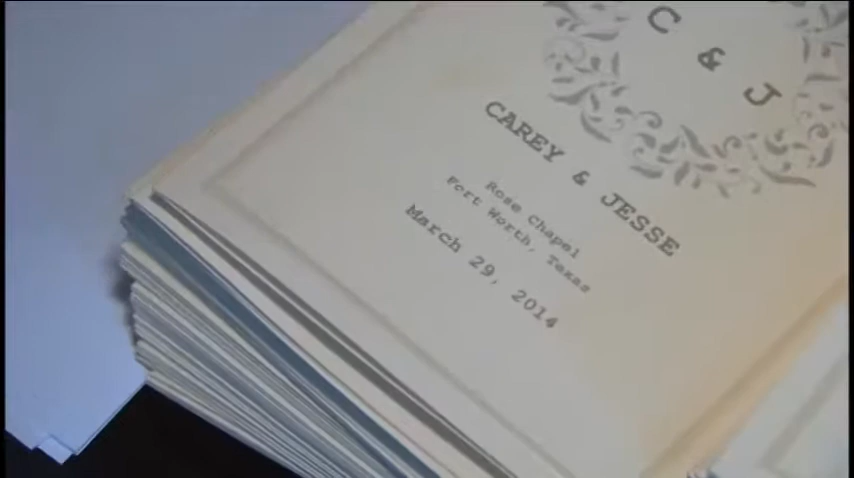 C & J
CAREY & JESSE
Rose Chapel
Fort Worth, Texas
March 29, 2014